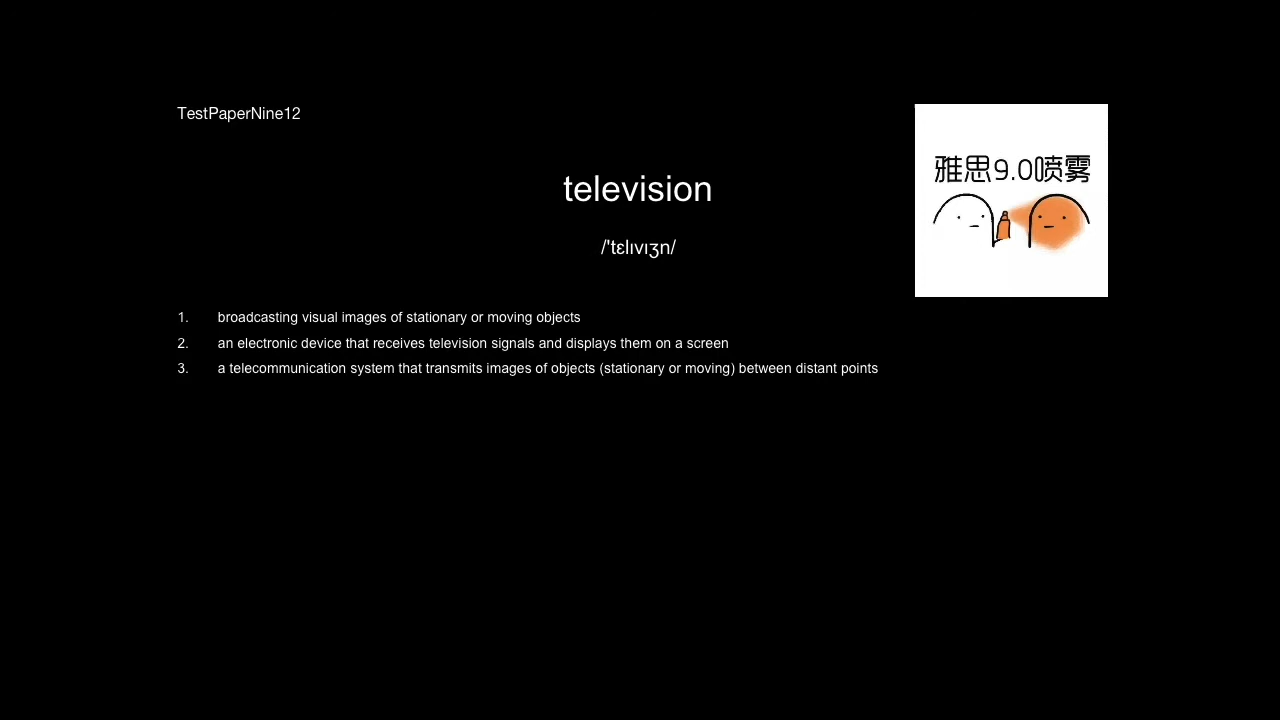 TestPaperNine12
雅思9.0喷雾
television
/'tɛlɪvɪʒn/
1. broadcasting visual images of stationary or moving objects
2. an electronic device that receives television signals and displays them on a screen
3. a telecommunication system that transmits images of objects (stationary or moving) between distant points